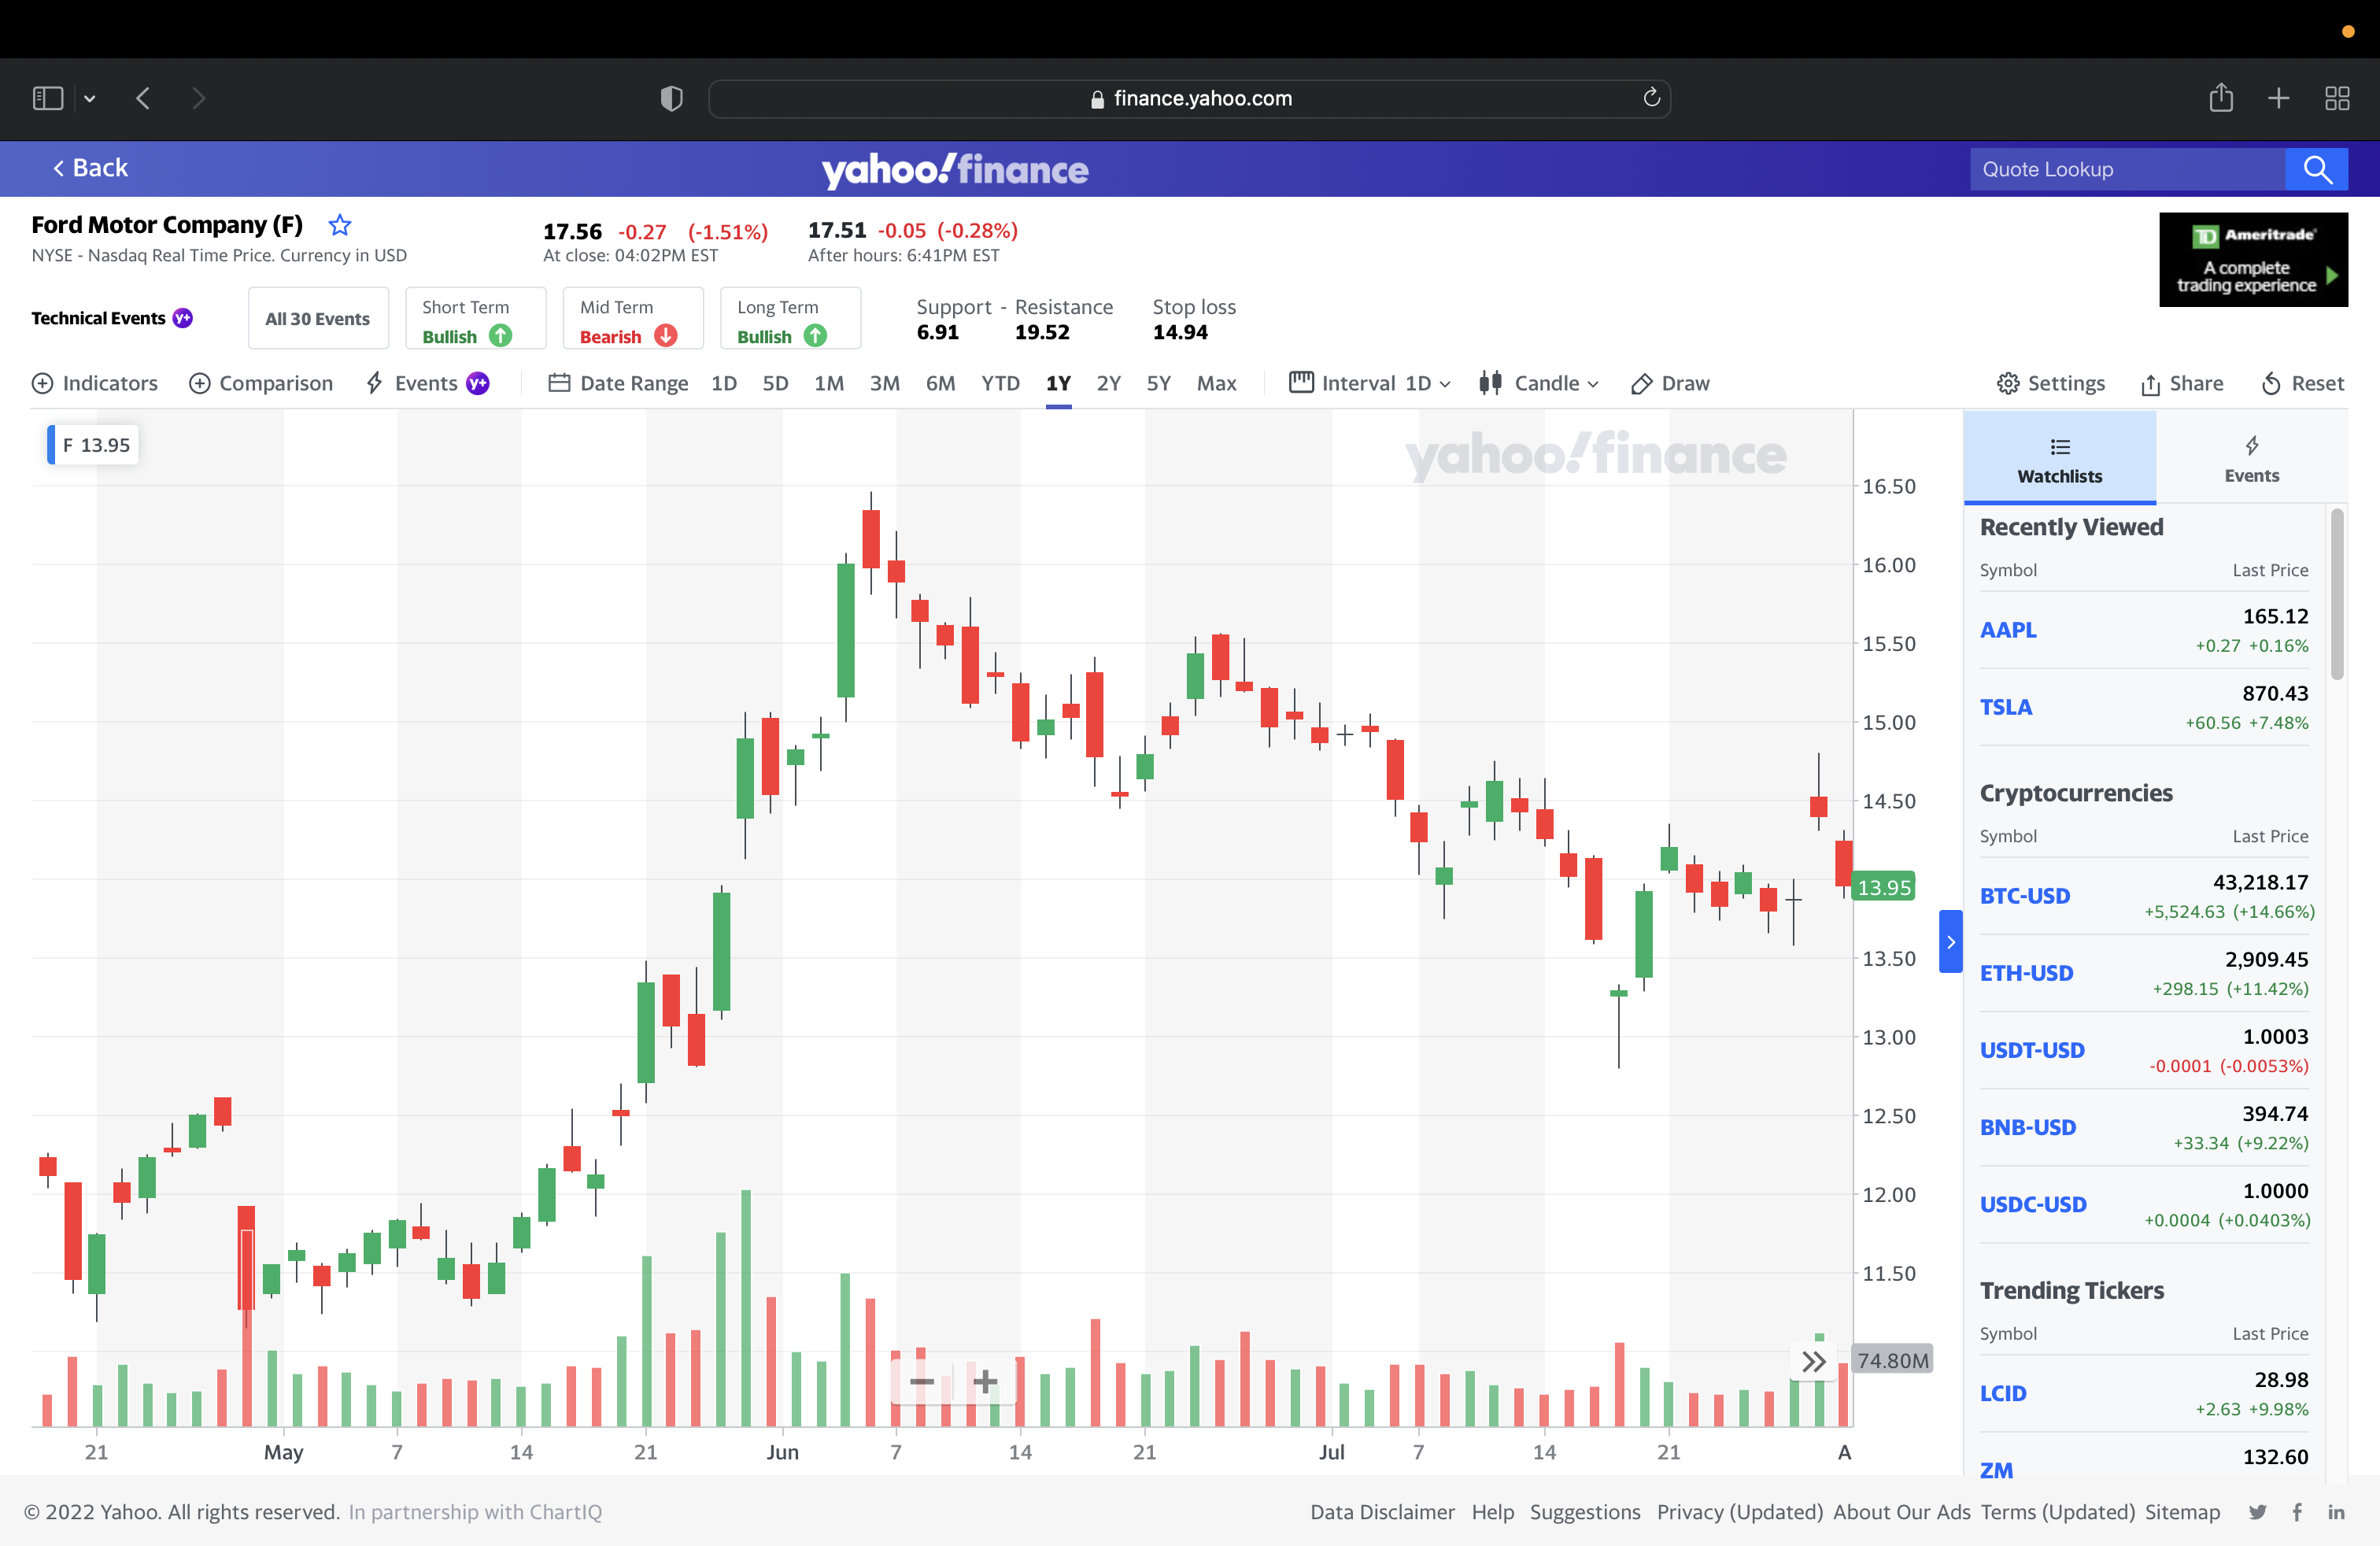 finance.yahoo.com
Back
yahoo!finance
Quote Lookup
Ford Motor Company (F)
NYSE - Nasdaq Real Time Price. Currency in USD
17.56 -0.27 (-1.51%)
At close: 04:02PM EST
17.51 -0.05 (-0.28%)
After hours: 6:41PM EST
TD Ameritrade
A complete
trading experience
Technical Events y+
All 30 Events
Short Term
Bullish
Mid Term
Bearish
Long Term
Bullish
Support - Resistance
6.91 19.52
Stop loss
14.94
Indicators Comparison Events y+ Date Range 1D 5D 1M 3M 6M YTD 1Y 2Y 5Y Max Interval 1D Candle Draw Settings Share Reset
F 13.95
yahoo!finance
16.50
16.00
15.50
15.00
14.50
13.95
13.50
13.00
12.50
12.00
11.50
74.80M
21 May 7 14 21 Jun 7 14 21 Jul 7 14 21 A
Watchlists
Events
Recently Viewed
Symbol Last Price
AAPL 165.12
+0.27 +0.16%
TSLA 870.43
+60.56 +7.48%
Cryptocurrencies
Symbol Last Price
BTC-USD 43,218.17
+5,524.63 (+14.66%)
ETH-USD 2,909.45
+298.15 (+11.42%)
USDT-USD 1.0003
-0.0001 (-0.0053%)
BNB-USD 394.74
+33.34 (+9.22%)
USDC-USD 1.0000
+0.0004 (+0.0403%)
Trending Tickers
Symbol Last Price
LCID 28.98
+2.63 +9.98%
ZM 132.60
© 2022 Yahoo. All rights reserved. In partnership with ChartIQ
Data Disclaimer Help Suggestions Privacy (Updated) About Our Ads Terms (Updated) Sitemap